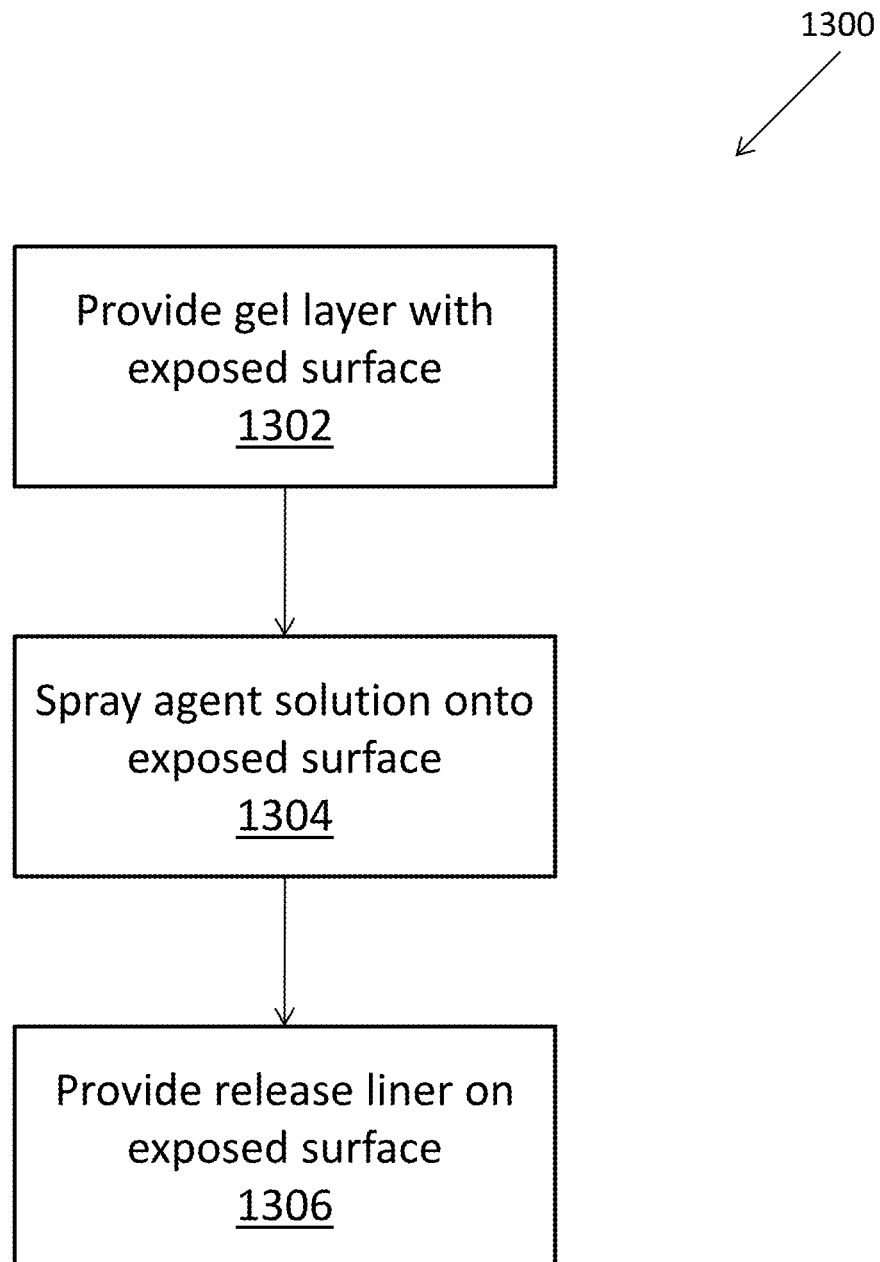 1300
Provide gel layer with
exposed surface
1302
Spray agent solution onto
exposed surface
1304
Provide release liner on
exposed surface
1306